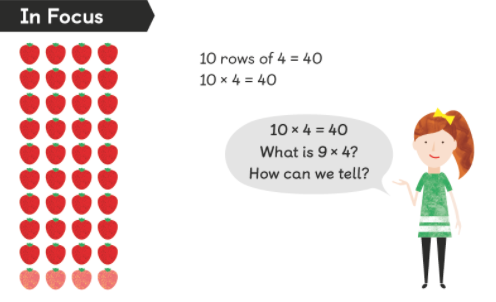 In Focus
10 rows of 4 = 40
10 × 4 = 40
10 × 4 = 40
What is 9 × 4?
How can we tell?